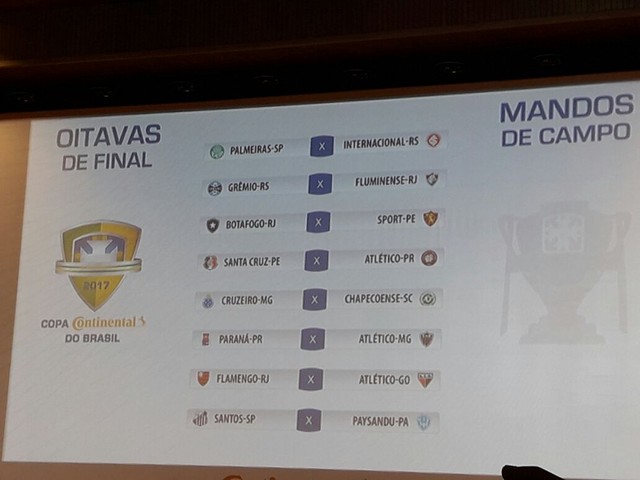 OITAVAS
DE FINAL
MANDOS
DE CAMPO
PALMEIRAS-SP X INTERNACIONAL-RS
GRÊMIO-RS X FLUMINENSE-RJ
BOTAFOGO-RJ X SPORT-PE
SANTA CRUZ-PE X ATLÉTICO-PR
CRUZEIRO-MG X CHAPECOENSE-SC
PARANÁ-PR X ATLÉTICO-MG
FLAMENGO-RJ X ATLÉTICO-GO
SANTOS-SP X PAYSANDU-PA
2017
COPA Continental
DO BRASIL